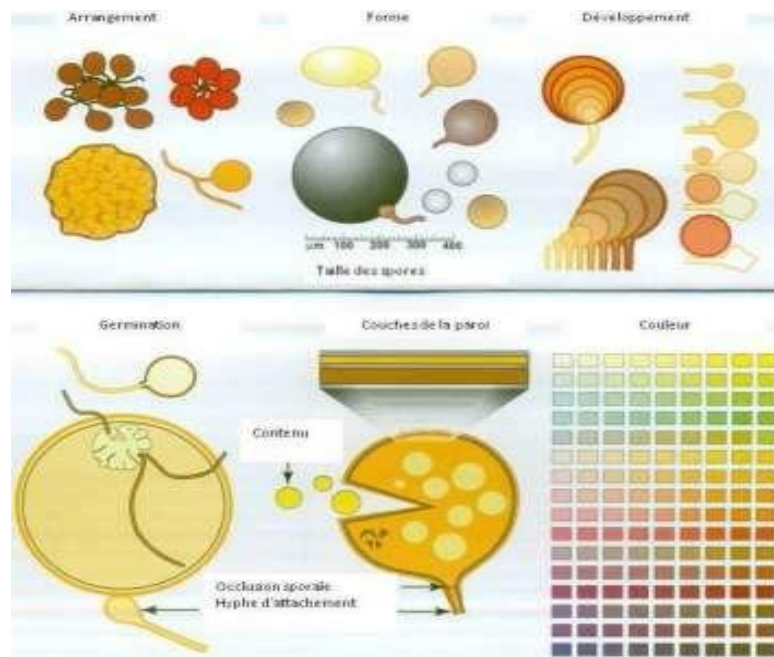 Arrangement
Forme
Développement
µm 100 200 300 400
Taille des spores
Germination
Couches de la paroi
Couleur
Contenu
Occlusion sporale
Hyphe d'attachement